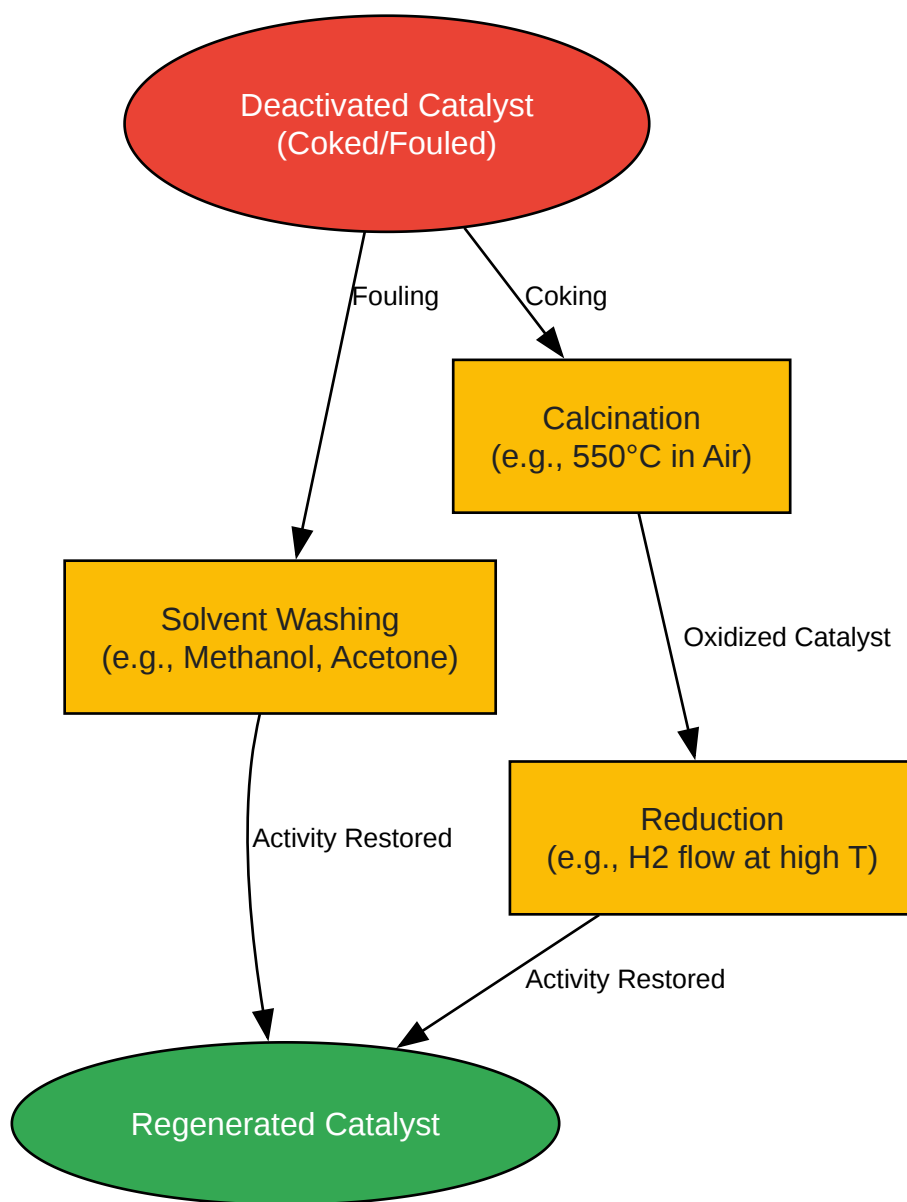 Deactivated Catalyst
(Coked/Fouled)
Fouling
Coking
Calcination
(e.g., 550°C in Air)
Solvent Washing
(e.g., Methanol, Acetone)
Oxidized Catalyst
Reduction
(e.g., H2 flow at high T)
Activity Restored
Activity Restored
Regenerated Catalyst